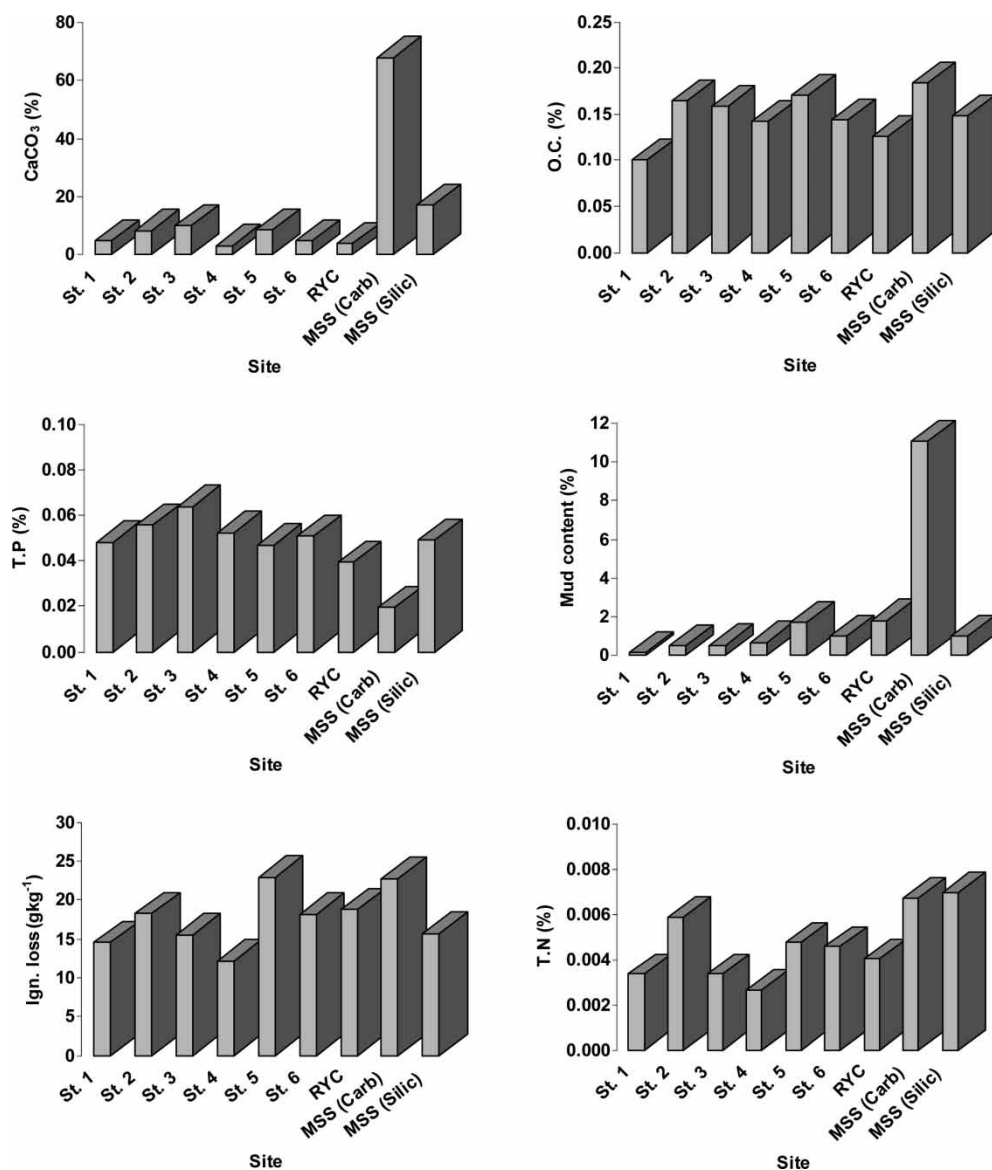 80
60
40
20
0
CaCO₃ (%)
St. 1
St. 2
St. 3
St. 4
St. 5
St. 6
RYC
MSS (Carb)
MSS (Silic)
Site
0.25
0.20
0.15
0.10
0.05
0.00
O.C. (%)
St. 1
St. 2
St. 3
St. 4
St. 5
St. 6
RYC
MSS (Carb)
MSS (Silic)
Site
0.10
0.08
0.06
0.04
0.02
0.00
T.P (%)
St. 1
St. 2
St. 3
St. 4
St. 5
St. 6
RYC
MSS (Carb)
MSS (Silic)
Site
12
10
8
6
4
2
0
Mud content (%)
St. 1
St. 2
St. 3
St. 4
St. 5
St. 6
RYC
MSS (Carb)
MSS (Silic)
Site
30
25
20
15
10
5
0
Ign. loss (gkg⁻¹)
St. 1
St. 2
St. 3
St. 4
St. 5
St. 6
RYC
MSS (Carb)
MSS (Silic)
Site
0.010
0.008
0.006
0.004
0.002
0.000
T.N (%)
St. 1
St. 2
St. 3
St. 4
St. 5
St. 6
RYC
MSS (Carb)
MSS (Silic)
Site